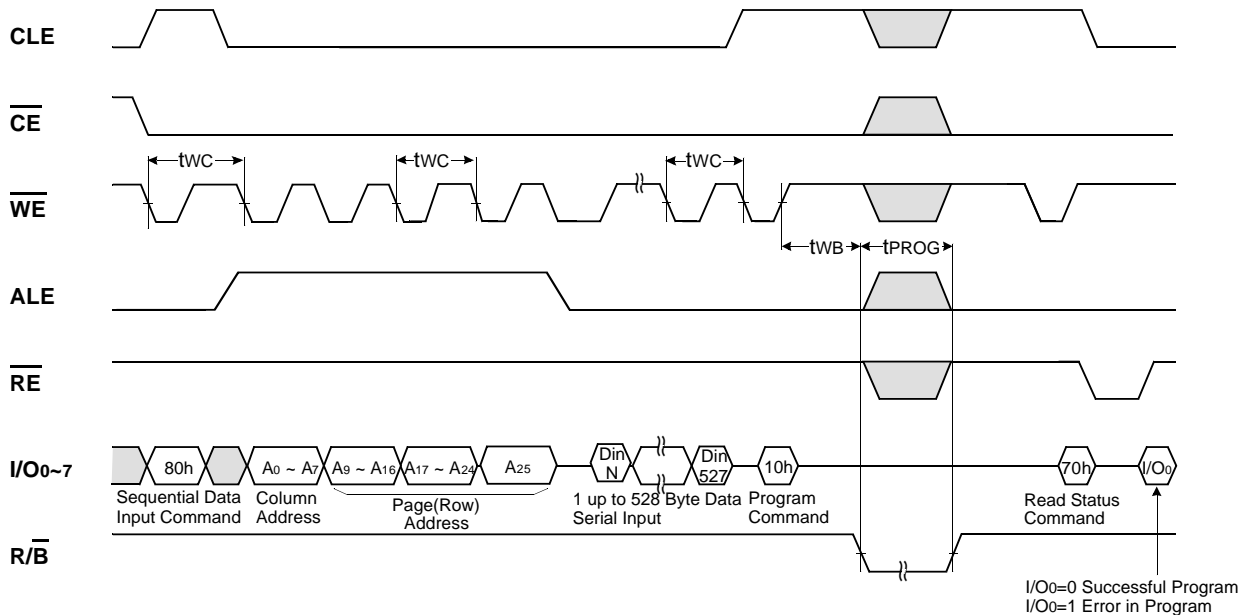 CLE
CE
tWC
tWC
tWC
WE
tWB
tPROG
ALE
RE
I/O0~7
80h
A0 ~ A7
A9 ~ A16
A17 ~ A24
A25
Din
N
Din
527
10h
70h
I/O0
Sequential Data
Input Command
Column
Address
Page(Row)
Address
1 up to 528 Byte Data
Serial Input
Program
Command
Read Status
Command
R/B
I/O0=0 Successful Program
I/O0=1 Error in Program